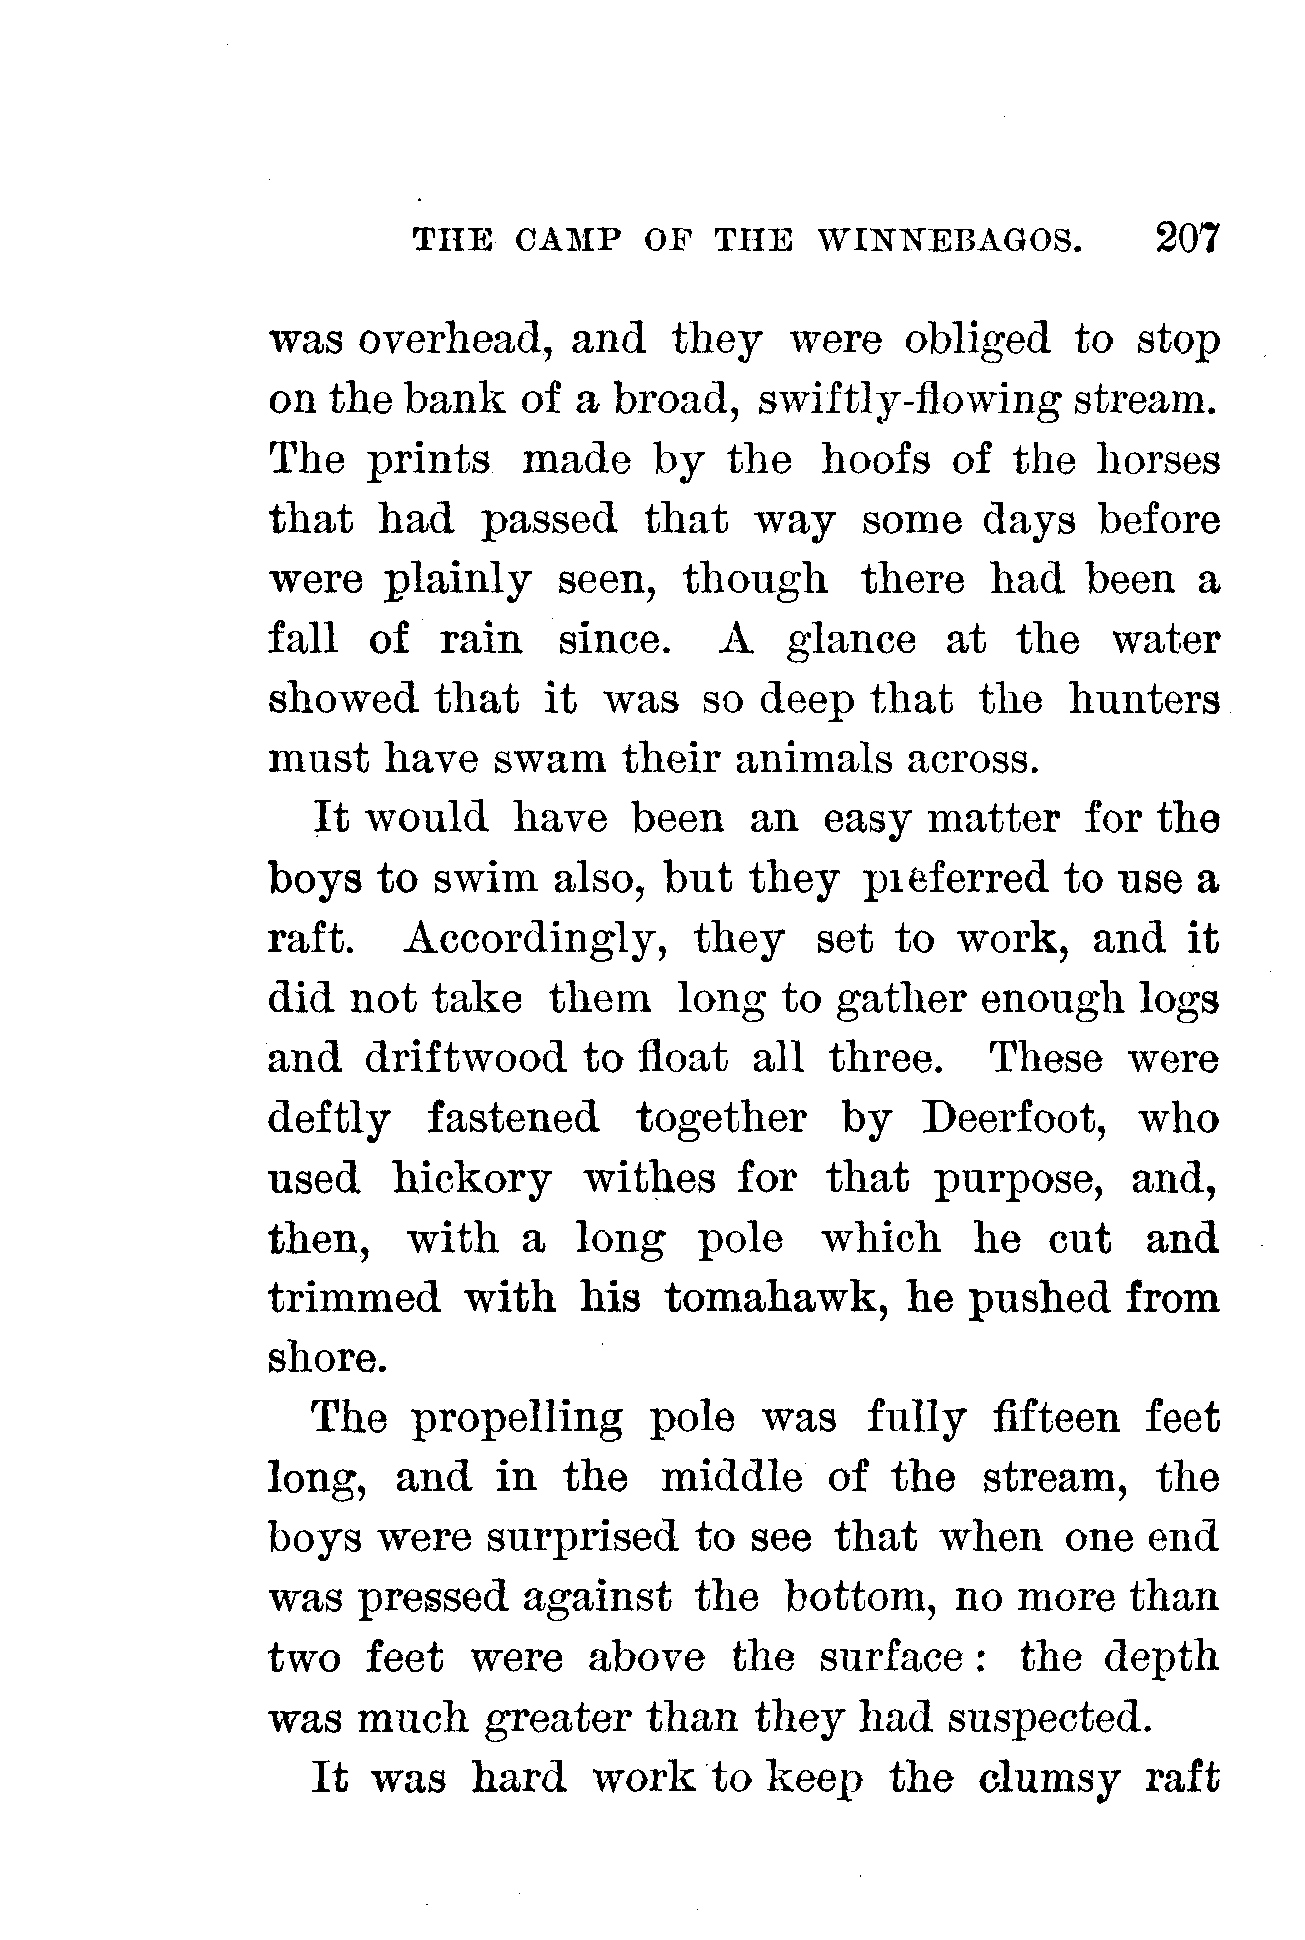 THE CAMP OF THE WINNEBAGOS. 207
was overhead, and they were obliged to stop
on the bank of a broad, swiftly-flowing stream.
The prints made by the hoofs of the horses
that had passed that way some days before
were plainly seen, though there had been a
fall of rain since. A glance at the water
showed that it was so deep that the hunters
must have swam their animals across.
It would have been an easy matter for the
boys to swim also, but they preferred to use a
raft. Accordingly, they set to work, and it
did not take them long to gather enough logs
and driftwood to float all three. These were
deftly fastened together by Deerfoot, who
used hickory withes for that purpose, and,
then, with a long pole which he cut and
trimmed with his tomahawk, he pushed from
shore.
The propelling pole was fully fifteen feet
long, and in the middle of the stream, the
boys were surprised to see that when one end
was pressed against the bottom, no more than
two feet were above the surface : the depth
was much greater than they had suspected.
It was hard work to keep the clumsy raft